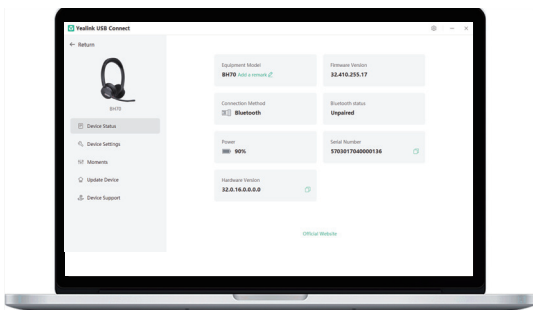 Yealink USB Connect
Return
BH70
Device Status
Device Settings
Moments
Update Device
Device Support
Equipment Model
BH70 Add a remark
Firmware Version
32.410.255.17
Connection Method
Bluetooth
Bluetooth status
Unpaired
Power
90%
Serial Number
5703017040000136
Hardware Version
32.0.16.0.0.0.0
Official Website